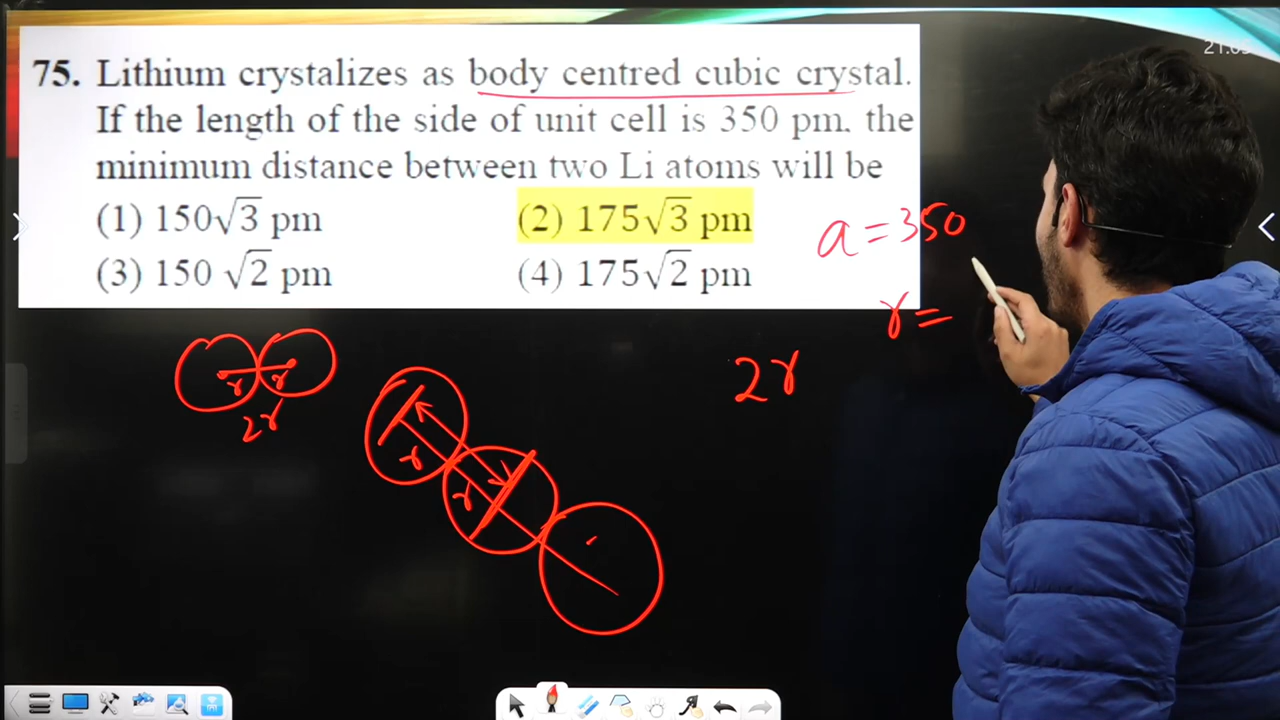 75. Lithium crystalizes as body centred cubic crystal.
If the length of the side of unit cell is 350 pm, the
minimum distance between two Li atoms will be
(1) 150√3 pm (2) 175√3 pm
(3) 150 √2 pm (4) 175√2 pm
a = 350
r =
2r
r r
2r
r
r